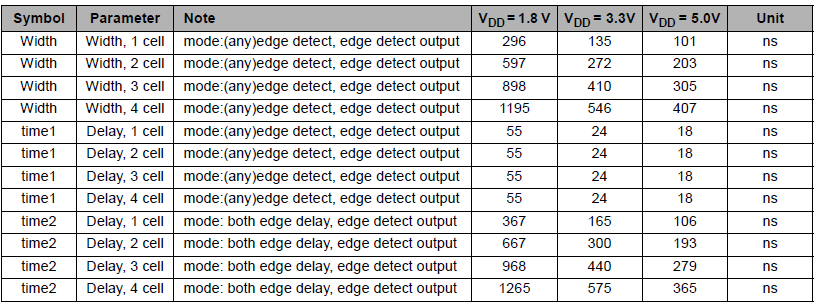 Symbol Parameter Note VDD = 1.8 V VDD = 3.3V VDD = 5.0V Unit
Width Width, 1 cell mode:(any)edge detect, edge detect output 296 135 101 ns
Width Width, 2 cell mode:(any)edge detect, edge detect output 597 272 203 ns
Width Width, 3 cell mode:(any)edge detect, edge detect output 898 410 305 ns
Width Width, 4 cell mode:(any)edge detect, edge detect output 1195 546 407 ns
time1 Delay, 1 cell mode:(any)edge detect, edge detect output 55 24 18 ns
time1 Delay, 2 cell mode:(any)edge detect, edge detect output 55 24 18 ns
time1 Delay, 3 cell mode:(any)edge detect, edge detect output 55 24 18 ns
time1 Delay, 4 cell mode:(any)edge detect, edge detect output 55 24 18 ns
time2 Delay, 1 cell mode: both edge delay, edge detect output 367 165 106 ns
time2 Delay, 2 cell mode: both edge delay, edge detect output 667 300 193 ns
time2 Delay, 3 cell mode: both edge delay, edge detect output 968 440 279 ns
time2 Delay, 4 cell mode: both edge delay, edge detect output 1265 575 365 ns